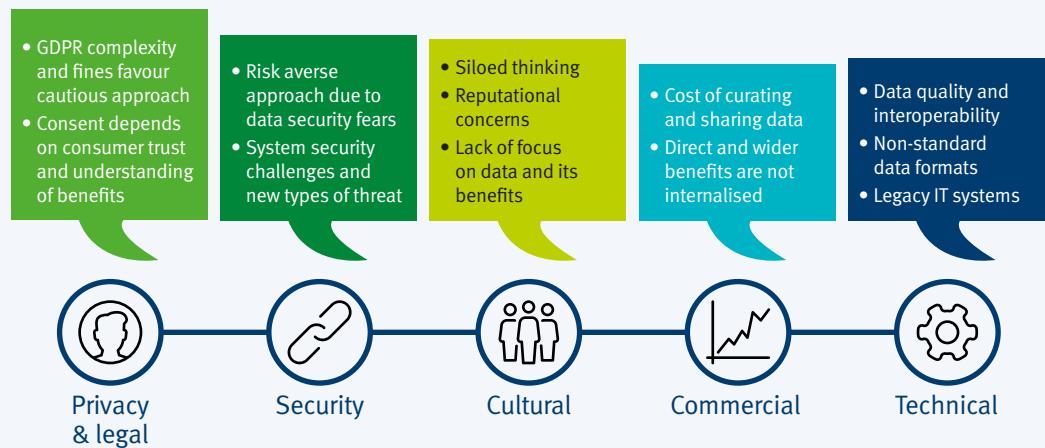 • GDPR complexity
and fines favour
cautious approach
• Consent depends
on consumer trust
and understanding
of benefits
• Risk averse
approach due to
data security fears
• System security
challenges and
new types of threat
• Siloed thinking
• Reputational
concerns
• Lack of focus
on data and its
benefits
• Cost of curating
and sharing data
• Direct and wider
benefits are not
internalised
• Data quality and
interoperability
• Non-standard
data formats
• Legacy IT systems
Privacy
& legal
Security
Cultural
Commercial
Technical